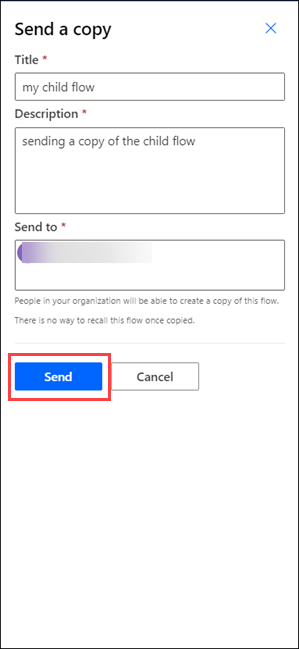 Send a copy
Title *
my child flow
Description *
sending a copy of the child flow
Send to *
People in your organization will be able to create a copy of this flow.
There is no way to recall this flow once copied.
Send
Cancel